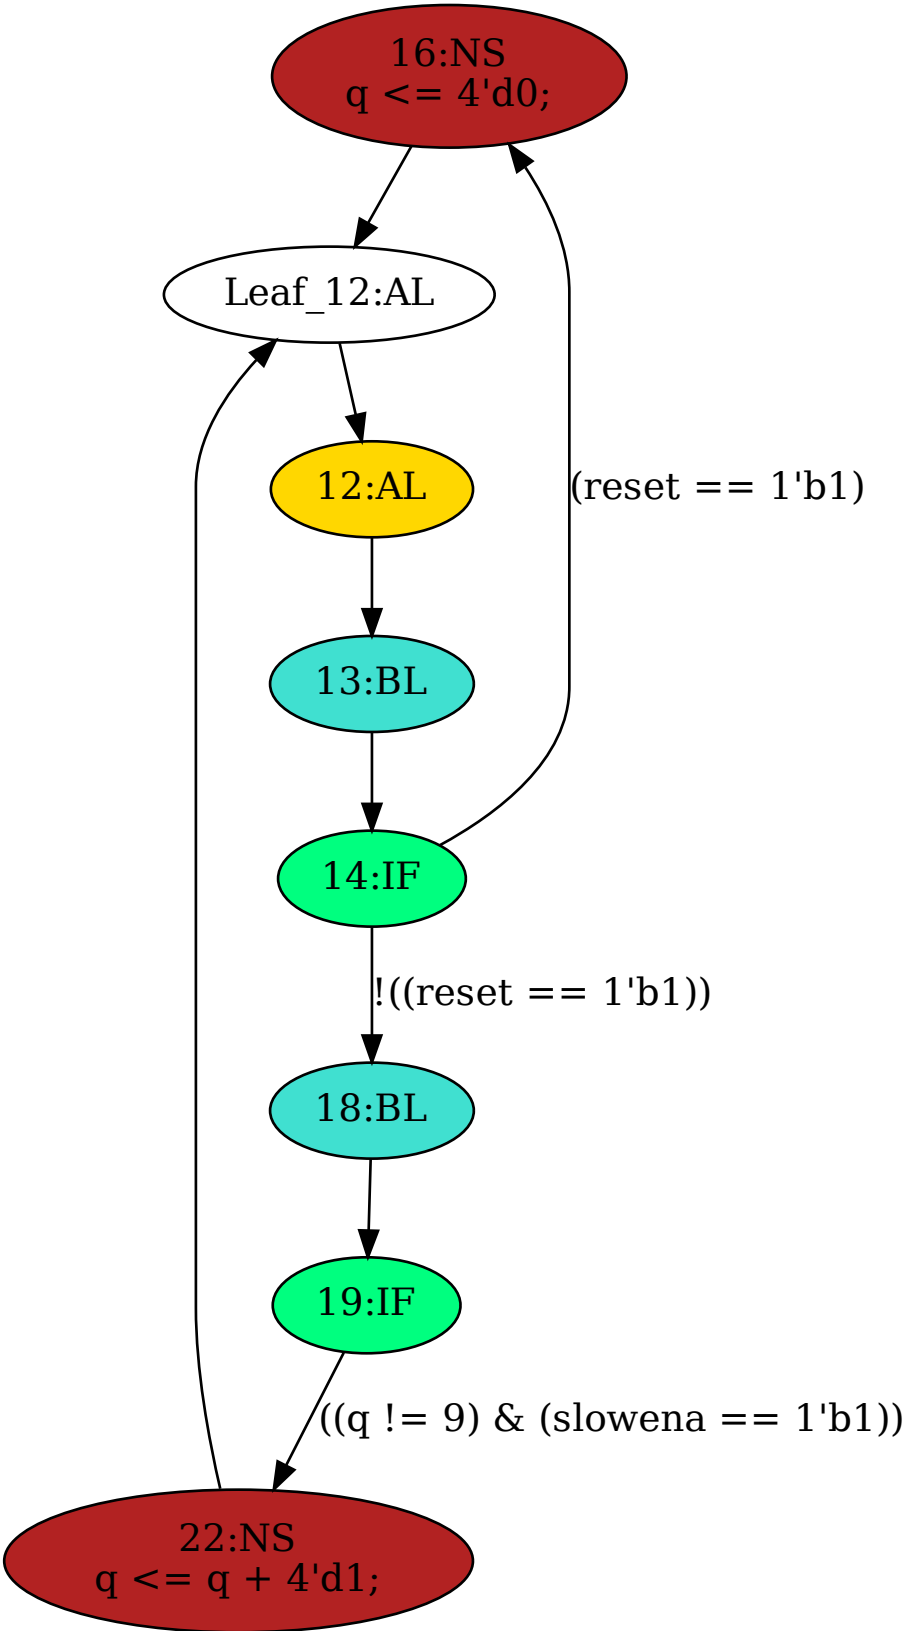 16:NS
q <= 4'd0;
Leaf_12:AL
12:AL
(reset == 1'b1)
13:BL
14:IF
!((reset == 1'b1))
18:BL
19:IF
((q != 9) & (slowena == 1'b1))
22:NS
q <= q + 4'd1;